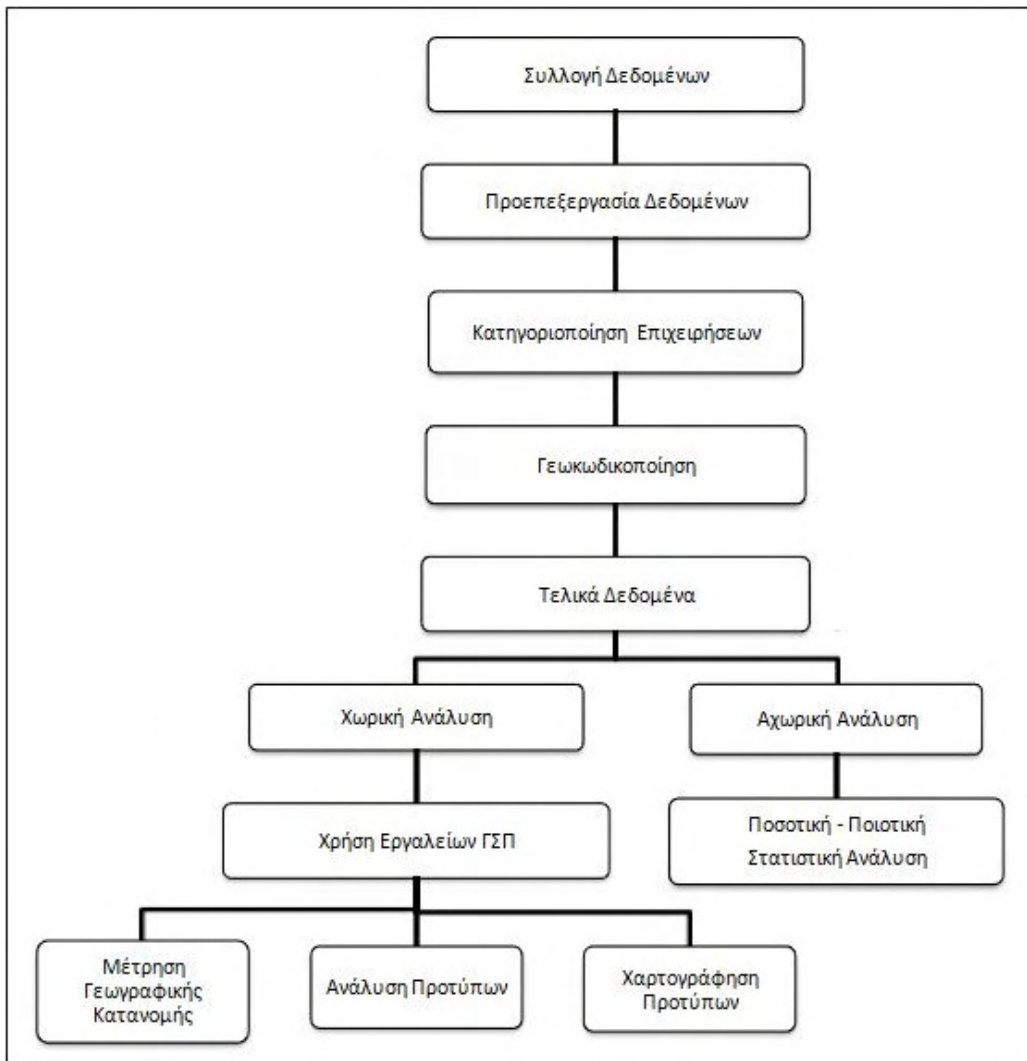 Συλλογή Δεδομένων
Προεπεξεργασία Δεδομένων
Κατηγοριοποίηση Επιχειρήσεων
Γεωκωδικοποίηση
Τελικά Δεδομένα
Χωρική Ανάλυση
Αχωρική Ανάλυση
Χρήση Εργαλείων ΓΣΠ
Ποσοτική - Ποιοτική
Στατιστική Ανάλυση
Μέτρηση
Γεωγραφικής
Κατανομής
Ανάλυση Προτύπων
Χαρτογράφηση
Προτύπων